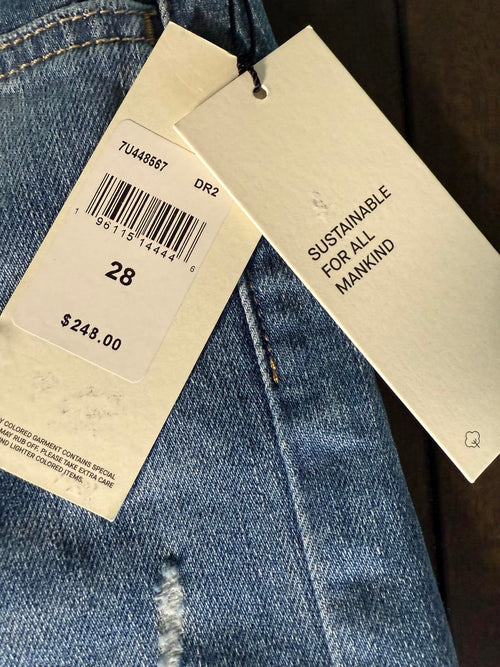 7U448567
DR2
1 96115 14444 6
28
$248.00
COLORED GARMENT CONTAINS SPECIAL
MAY RUB OFF. PLEASE TAKE EXTRA CARE
LIGHTER COLORED ITEMS.
SUSTAINABLE
FOR ALL
MANKIND